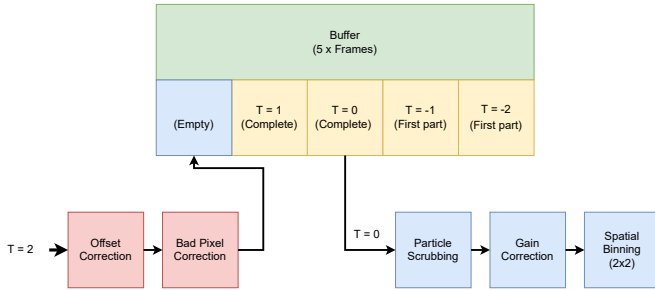 Buffer
(5 x Frames)
(Empty)
T = 1
(Complete)
T = 0
(Complete)
T = -1
(First part)
T = -2
(First part)
T = 2
Offset
Correction
Bad Pixel
Correction
T = 0
Particle
Scrubbing
Gain
Correction
Spatial
Binning
(2x2)